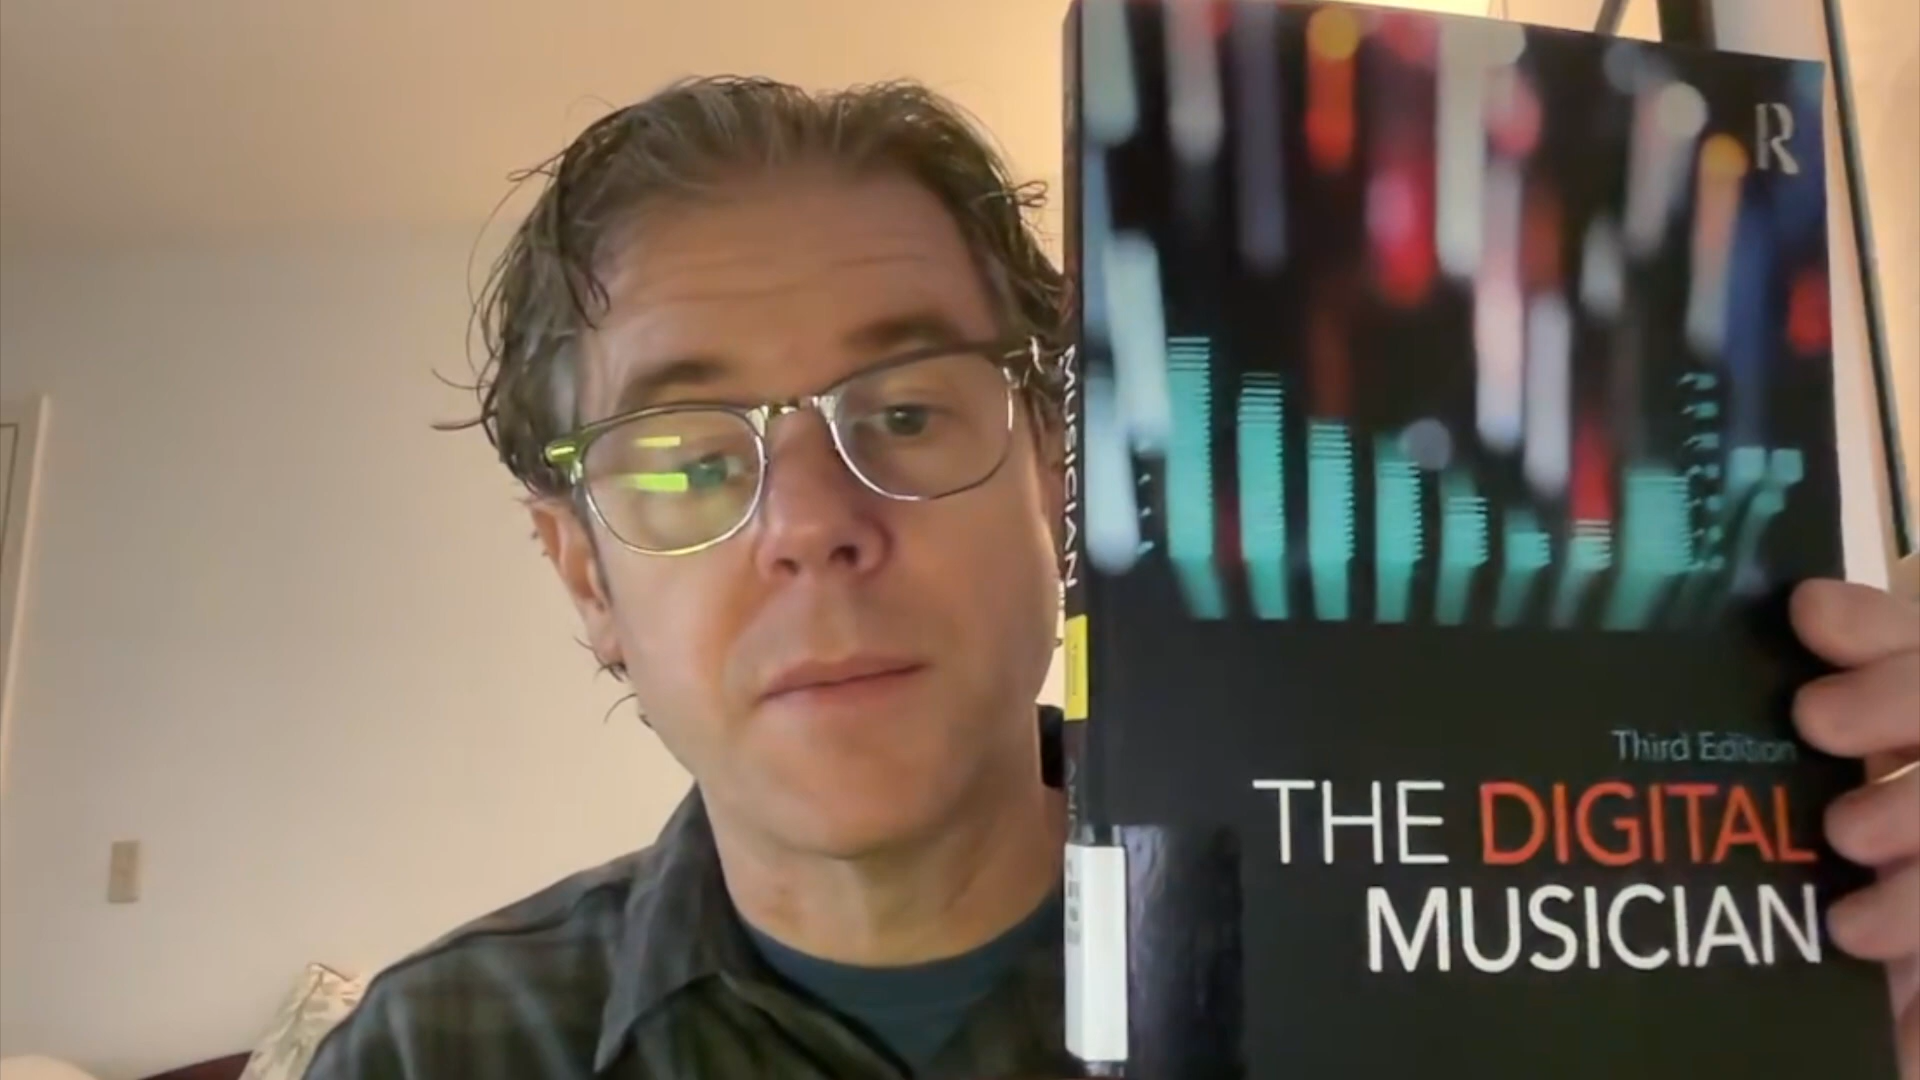 R
MUSICIAN
Third Edition
THE DIGITAL
MUSICIAN